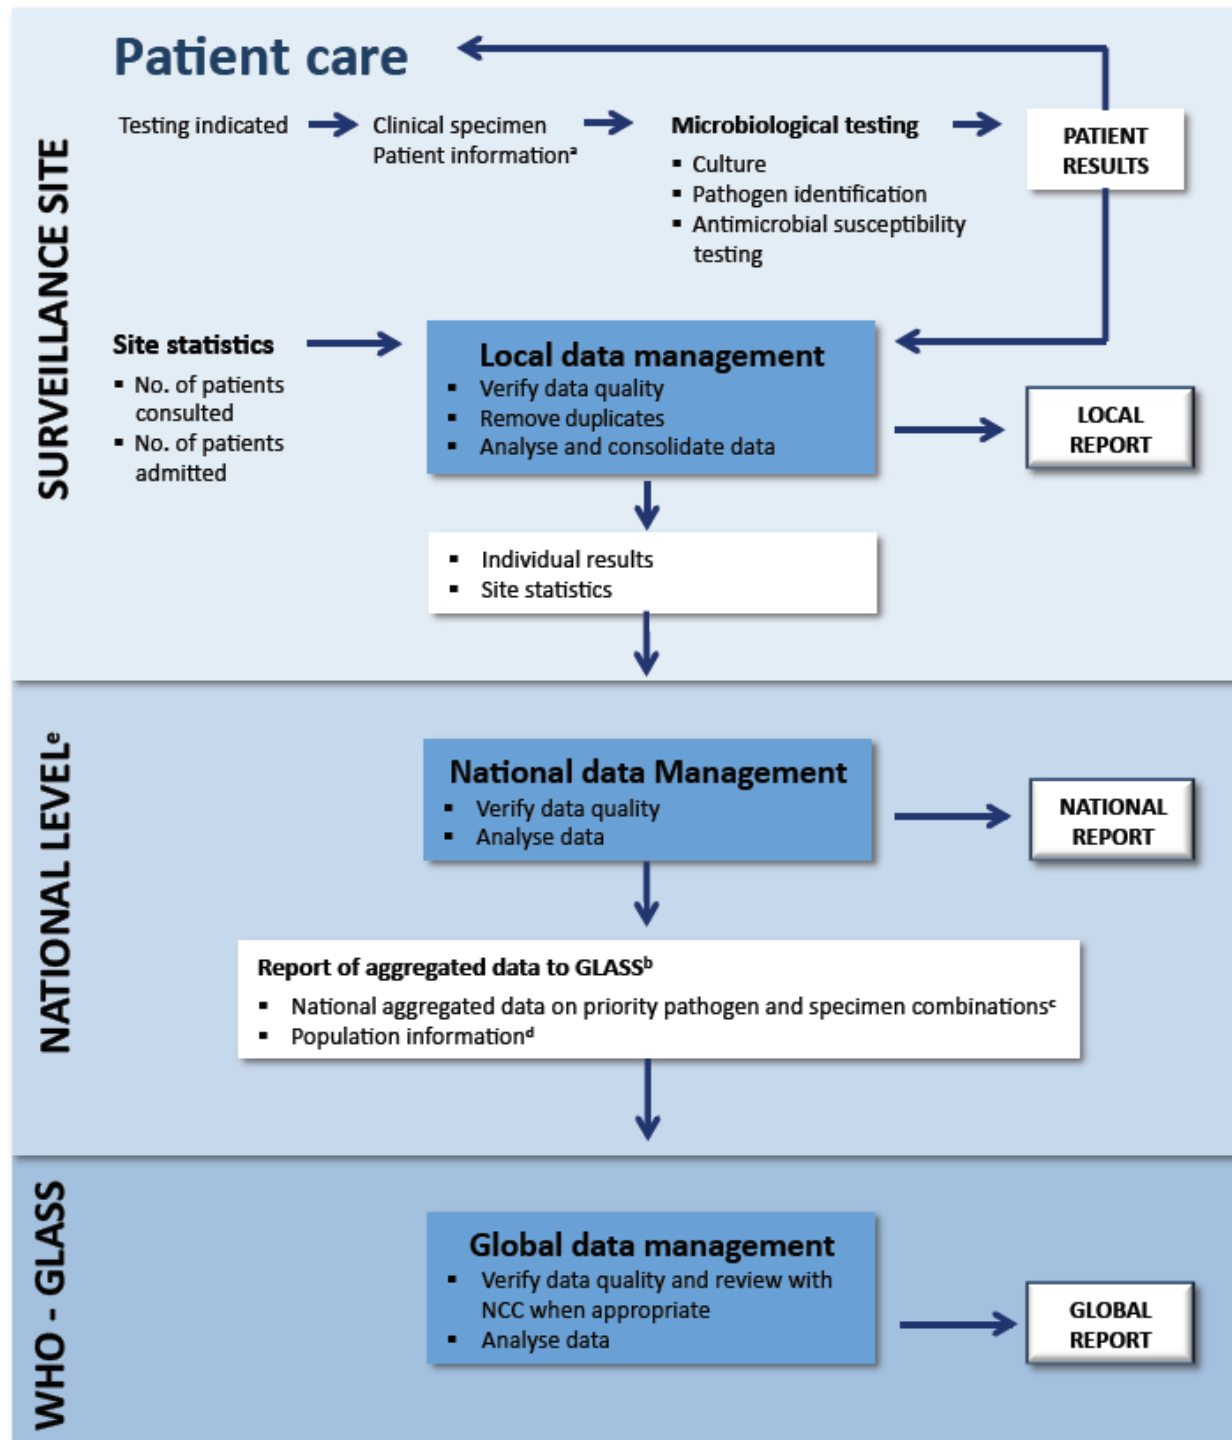 Patient care
Testing indicated
Clinical specimen
Patient informationᵃ
Microbiological testing
▪ Culture
▪ Pathogen identification
▪ Antimicrobial susceptibility
testing
PATIENT
RESULTS
SURVEILLANCE SITE
Site statistics
▪ No. of patients
consulted
▪ No. of patients
admitted
Local data management
▪ Verify data quality
▪ Remove duplicates
▪ Analyse and consolidate data
LOCAL
REPORT
▪ Individual results
▪ Site statistics
NATIONAL LEVELᵉ
National data Management
▪ Verify data quality
▪ Analyse data
NATIONAL
REPORT
Report of aggregated data to GLASSᵇ
▪ National aggregated data on priority pathogen and specimen combinationsᶜ
▪ Population informationᵈ
WHO - GLASS
Global data management
▪ Verify data quality and review with
NCC when appropriate
▪ Analyse data
GLOBAL
REPORT